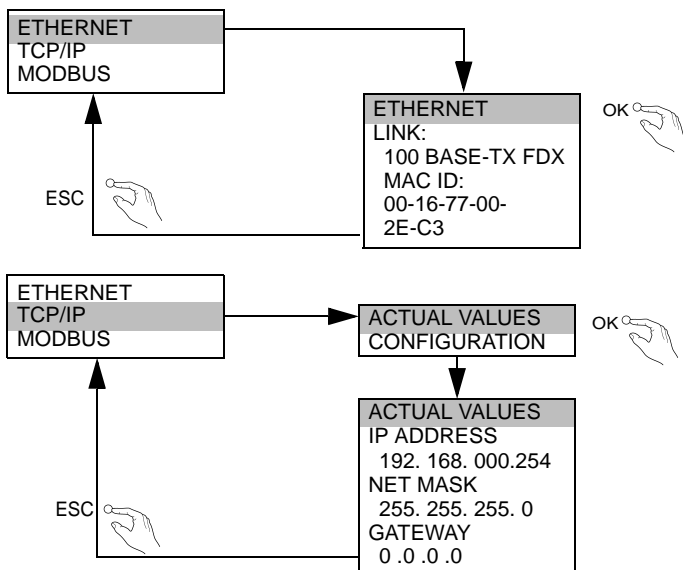 ETHERNET
TCP/IP
MODBUS
ETHERNET
LINK:
100 BASE-TX FDX
MAC ID:
00-16-77-00-
2E-C3
OK
ESC
ETHERNET
TCP/IP
MODBUS
ACTUAL VALUES
CONFIGURATION
OK
ACTUAL VALUES
IP ADDRESS
192. 168. 000.254
NET MASK
255. 255. 255. 0
GATEWAY
0 .0 .0 .0
ESC